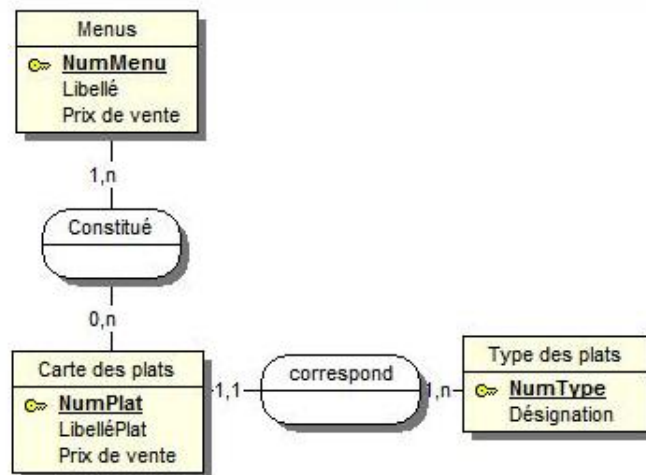 Menus
NumMenu
Libellé
Prix de vente
1,n
Constitué
0,n
Carte des plats
NumPlat
LibelléPlat
Prix de vente
1,1
correspond
1,n
Type des plats
NumType
Désignation